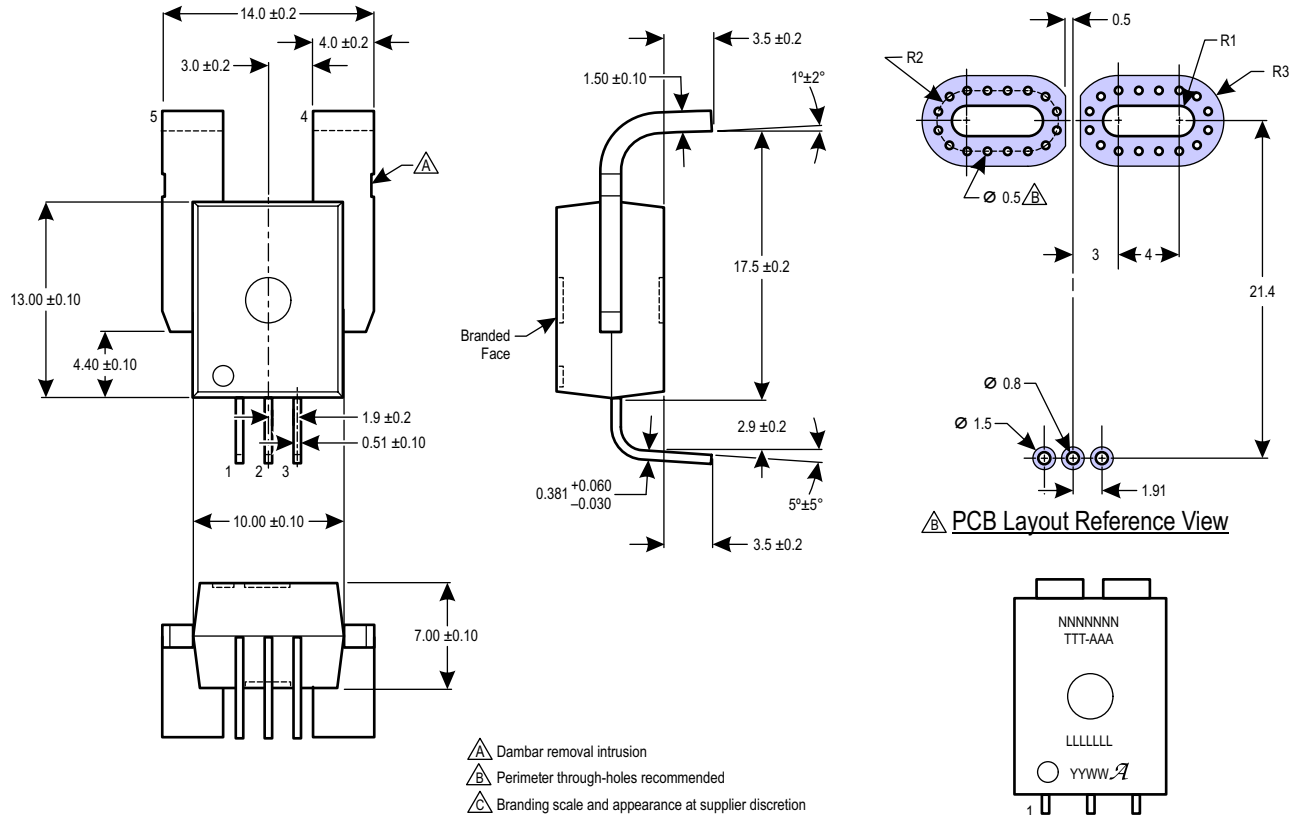 14.0 ±0.2
4.0 ±0.2
3.0 ±0.2
5
4
A
13.00 ±0.10
4.40 ±0.10
1.9 ±0.2
0.51 ±0.10
1
2
3
10.00 ±0.10
7.00 ±0.10
3.5 ±0.2
1.50 ±0.10
1º±2°
17.5 ±0.2
Branded
Face
2.9 ±0.2
0.381 +0.060
–0.030
5º±5°
3.5 ±0.2
0.5
R1
R2
R3
Ø 0.5 B
3
4
21.4
Ø 0.8
Ø 1.5
1.91
B PCB Layout Reference View
NNNNNNN
TTT-AAA
LLLLLLL
YYWW A
1
A Dambar removal intrusion
B Perimeter through-holes recommended
C Branding scale and appearance at supplier discretion